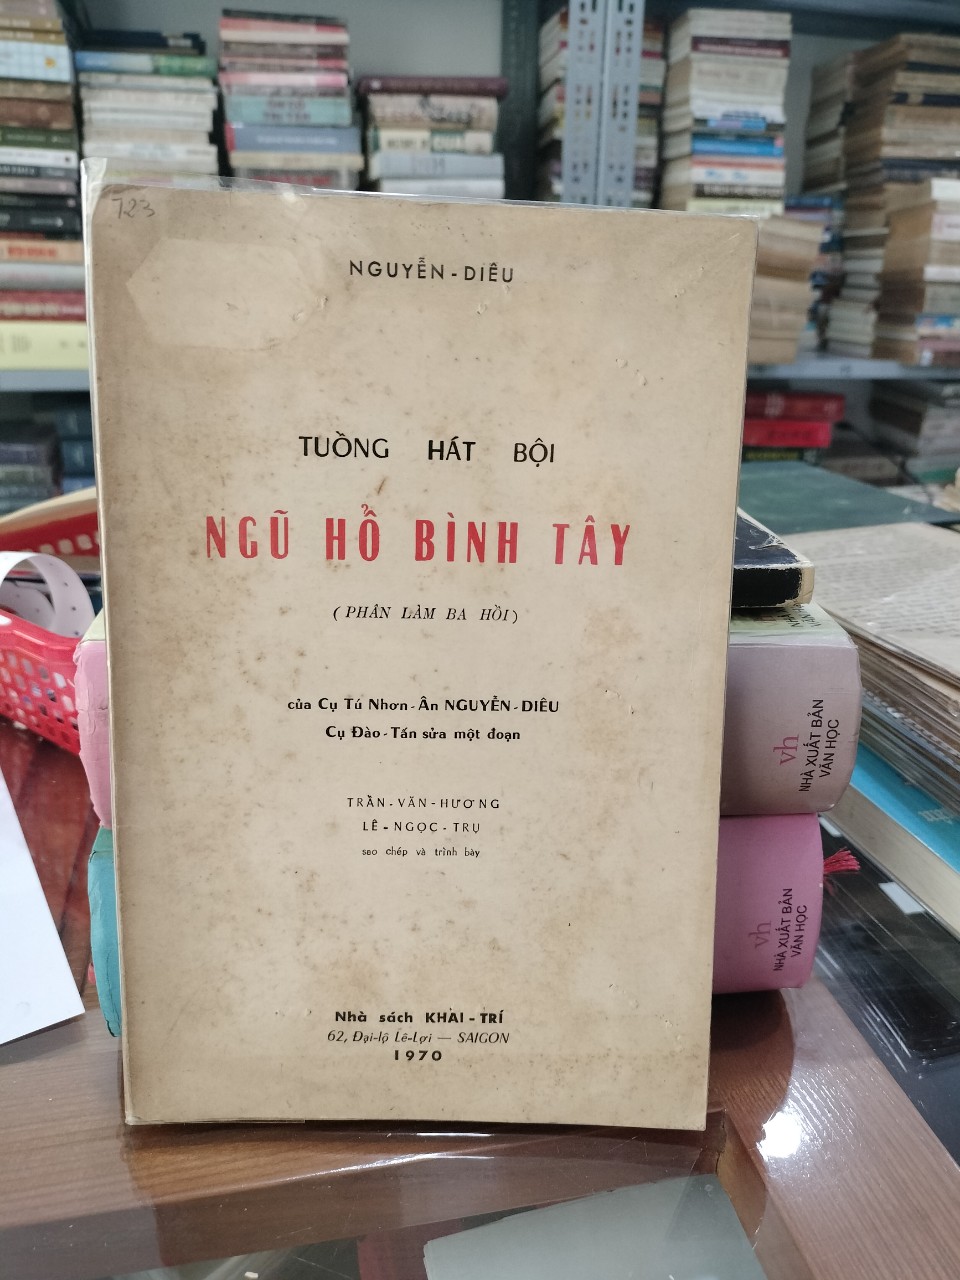 723
NGUYỄN - DIÊU
TUỒNG HÁT BỘI
NGŨ HỔ BÌNH TÂY
( PHÂN LÀM BA HỒI )
của Cụ Tú Nhơn - Ân NGUYỄN - DIÊU
Cụ Đào - Tấn sửa một đoạn
TRẦN - VĂN - HƯƠNG
LÊ - NGỌC - TRỤ
sao chép và trình bày
Nhà sách KHAI - TRÍ
62, Đại-lộ Lê-Lợi — SAIGON
1970
vh
NHÀ XUẤT BẢN
VĂN HỌC
vh
NHÀ XUẤT BẢN
VĂN HỌC